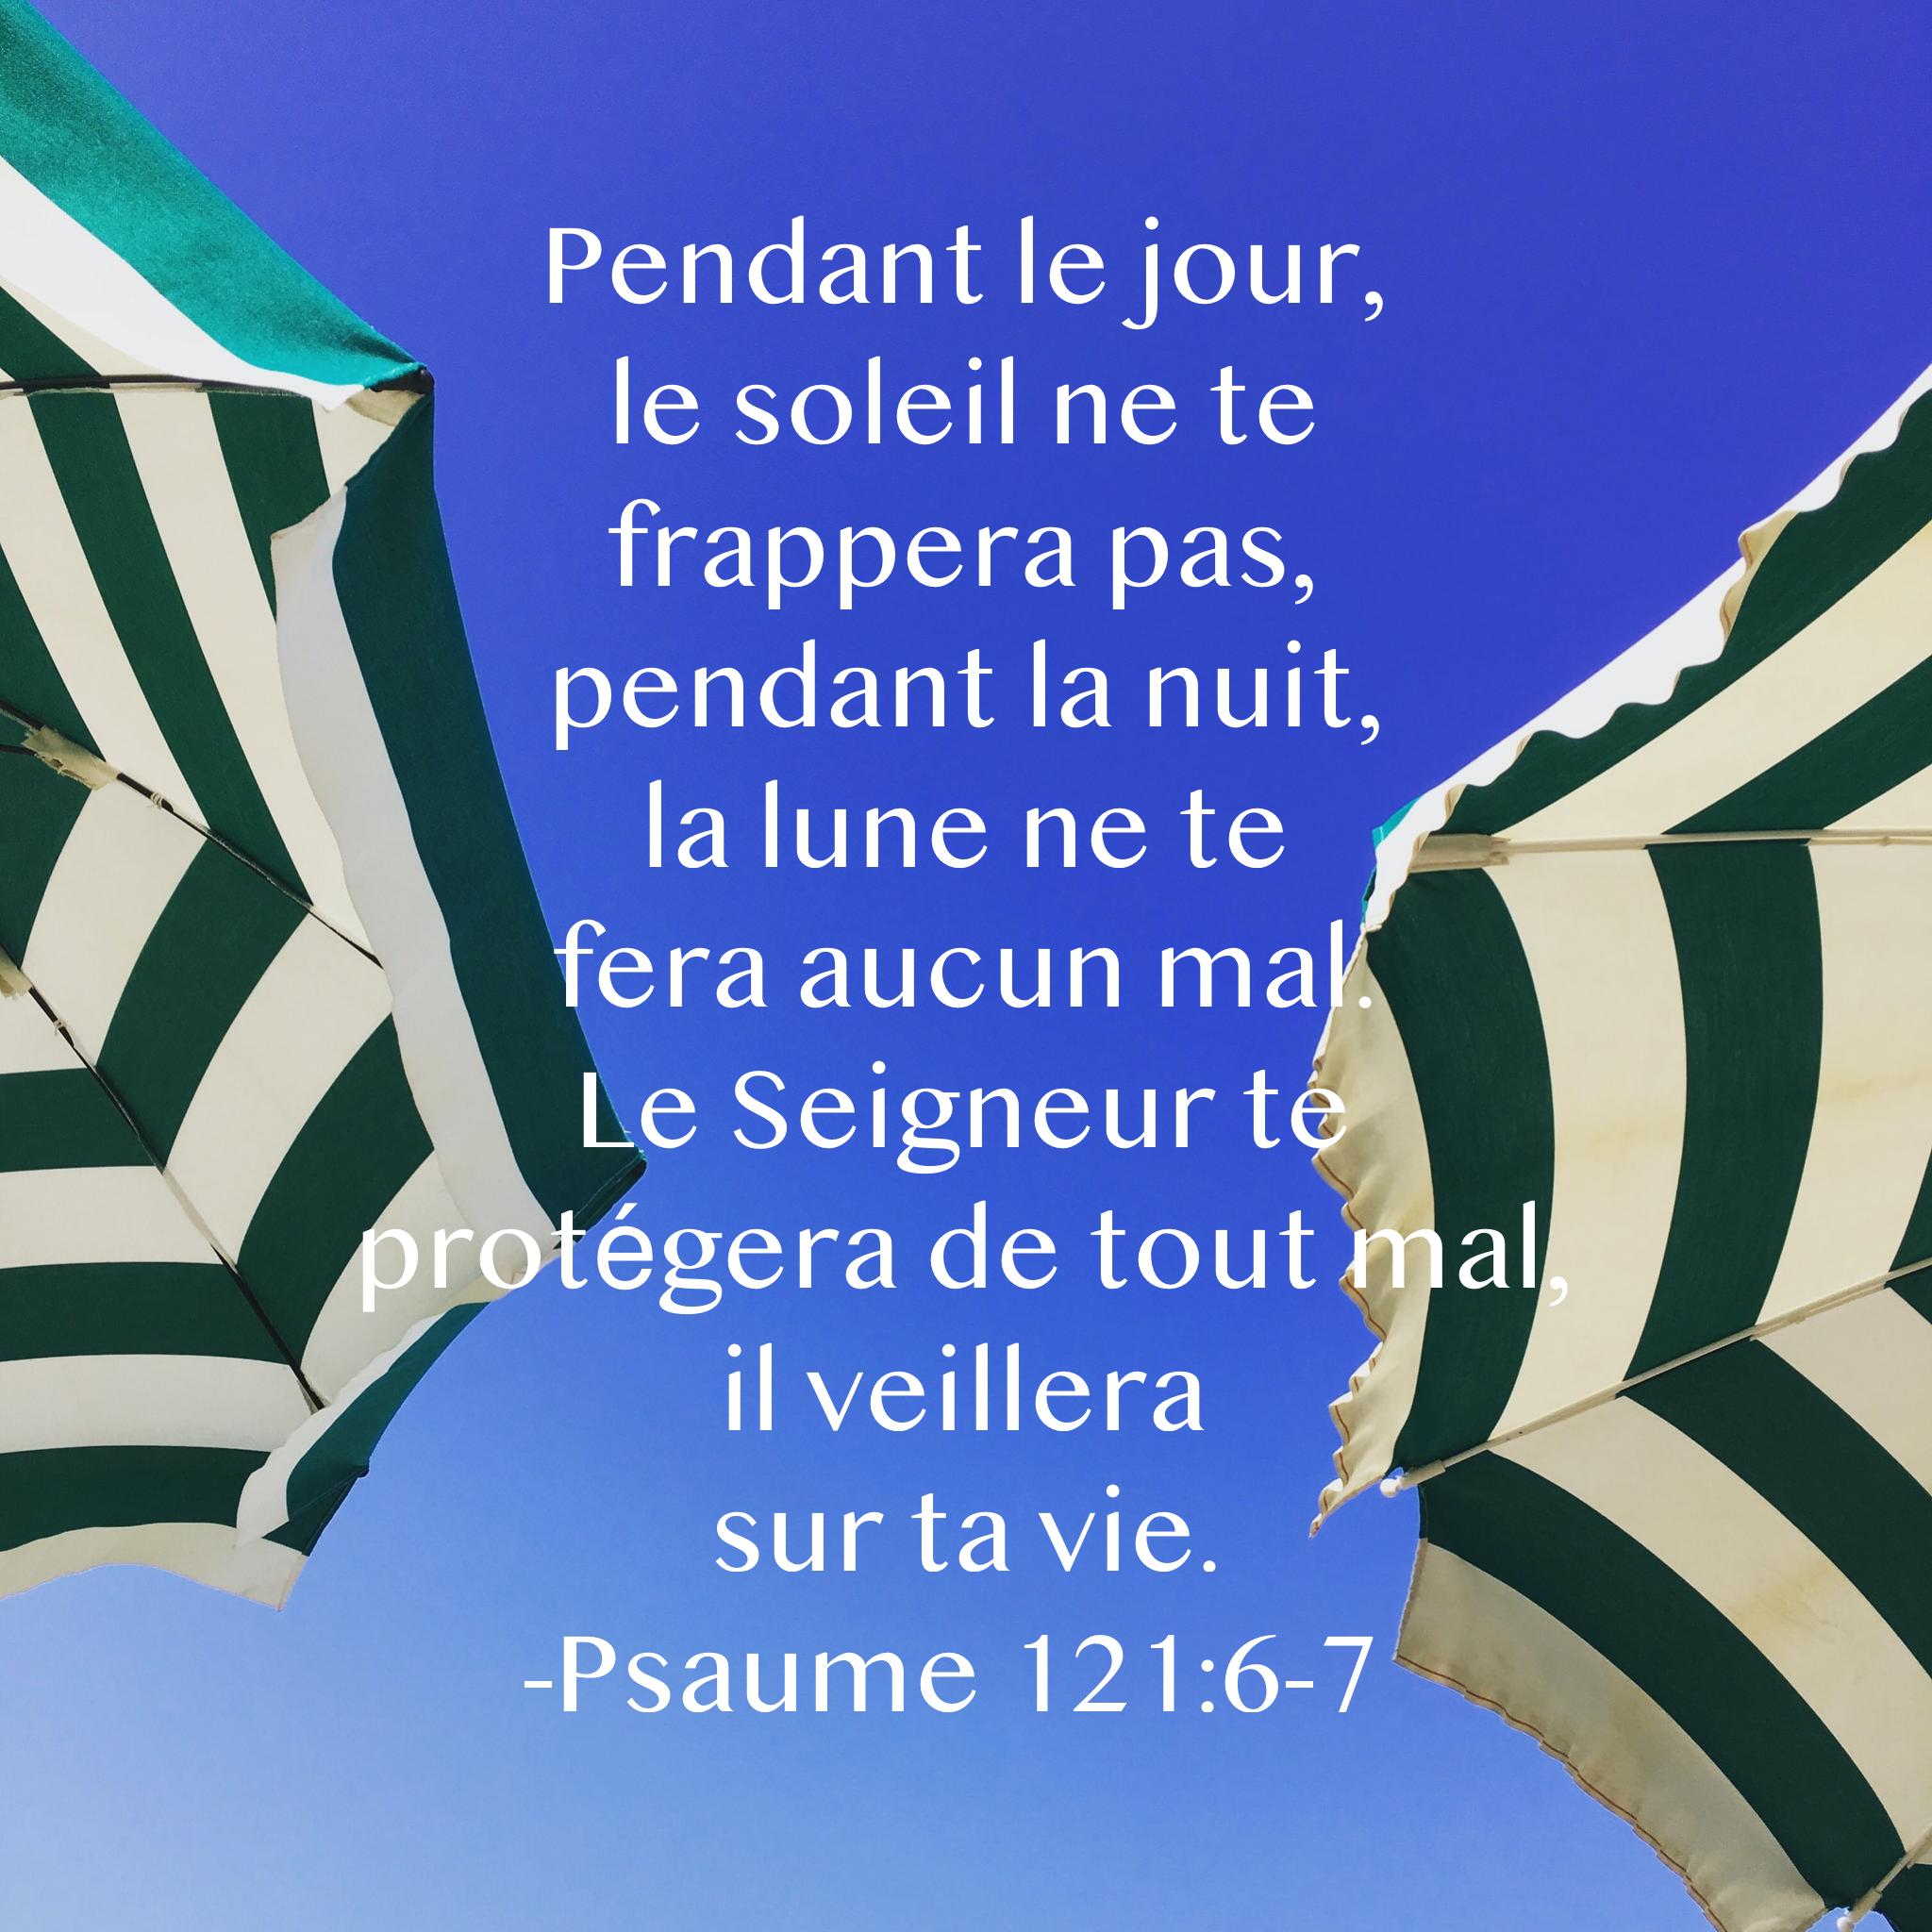 Pendant le jour,
le soleil ne te
frappera pas,
pendant la nuit,
la lune ne te
fera aucun mal.
Le Seigneur te
protégera de tout mal,
il veillera
sur ta vie.
-Psaume 121:6-7